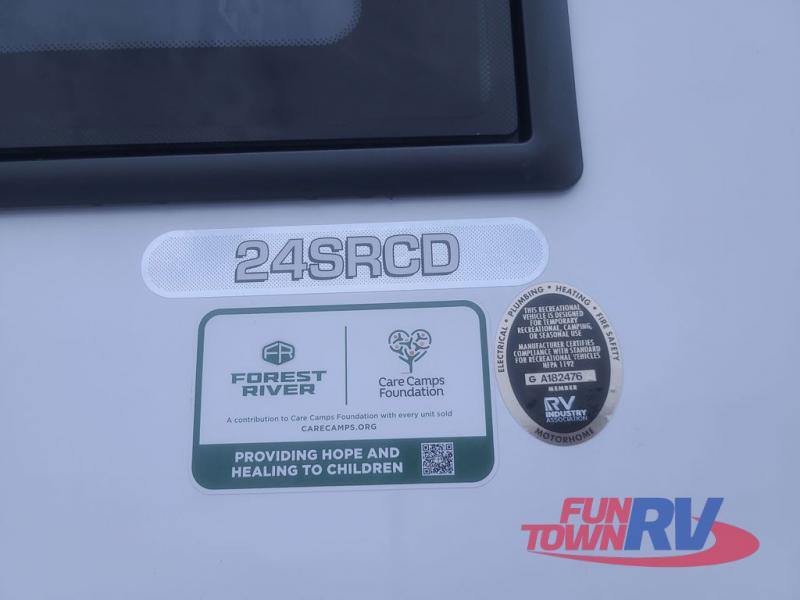 24SRCD
FR
FOREST
RIVER
Care Camps
Foundation
A contribution to Care Camps Foundation with every unit sold
CARECAMPS.ORG
PROVIDING HOPE AND
HEALING TO CHILDREN
ELECTRICAL • PLUMBING • HEATING • FIRE SAFETY
THIS RECREATIONAL
VEHICLE IS DESIGNED
FOR TEMPORARY
RECREATIONAL, CAMPING,
OR SEASONAL USE
MANUFACTURER CERTIFIES
COMPLIANCE WITH STANDARD
FOR RECREATIONAL VEHICLES
NFPA 1192
G A182476
MEMBER
RV
INDUSTRY
ASSOCIATION
MOTORHOME
FUN
TOWN RV